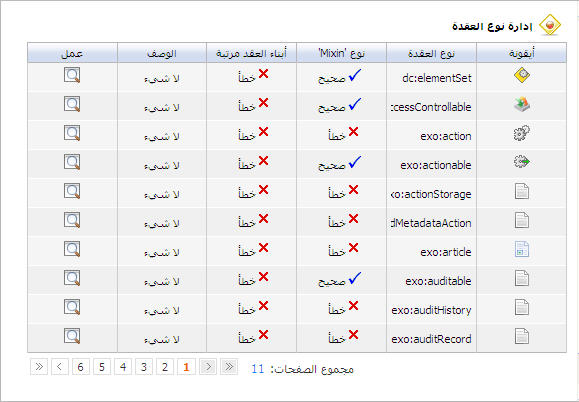 إدارة نوع العقدة
أيقونة نوع العقدة نوع 'Mixin' أبناء العقد مرتبة الوصف عمل
dc:elementSet صحيح خطأ لا شيء
ccessControllable صحيح خطأ لا شيء
exo:action خطأ خطأ لا شيء
exo:actionable صحيح خطأ لا شيء
xo:actionStorage خطأ خطأ لا شيء
dMetadataAction خطأ خطأ لا شيء
exo:article خطأ خطأ لا شيء
exo:auditable صحيح خطأ لا شيء
exo:auditHistory خطأ خطأ لا شيء
exo:auditRecord خطأ خطأ لا شيء
مجموع الصفحات: 11 1 2 3 4 5 6